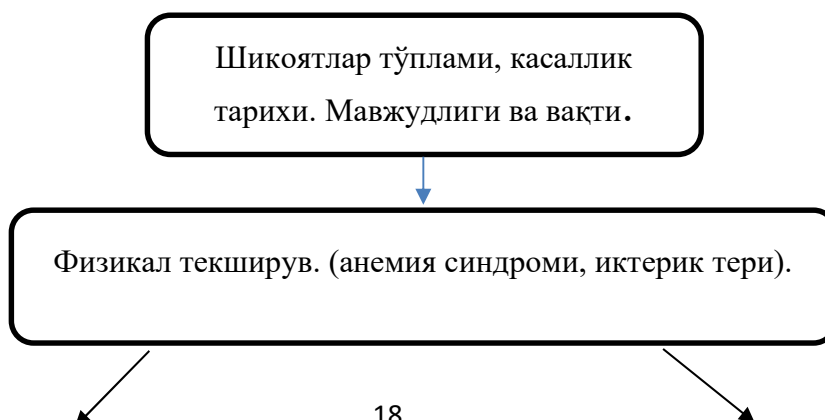 Шикоятлар тўплами, касаллик
тарихи. Мавжудлиги ва вақти.
Физикал текширув. (анемия синдроми, иктерик тери).
18